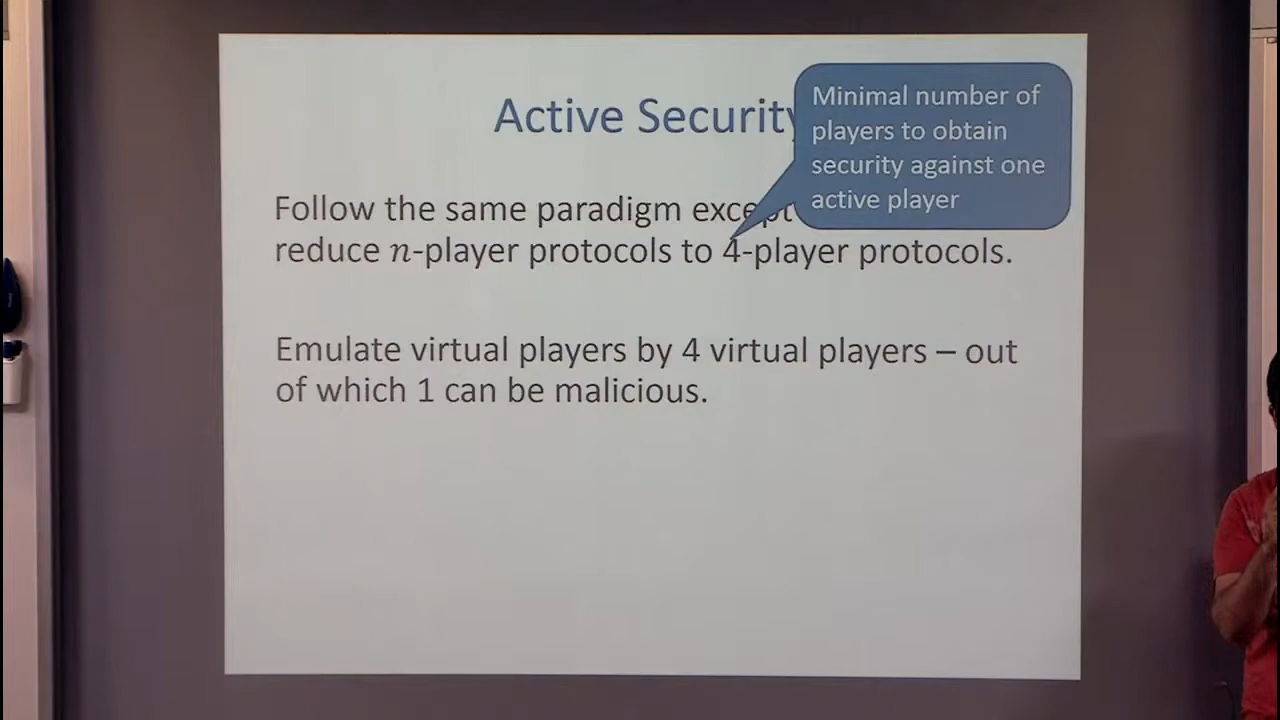 Active Security
Minimal number of
players to obtain
security against one
active player
Follow the same paradigm except
reduce n-player protocols to 4-player protocols.
Emulate virtual players by 4 virtual players – out
of which 1 can be malicious.